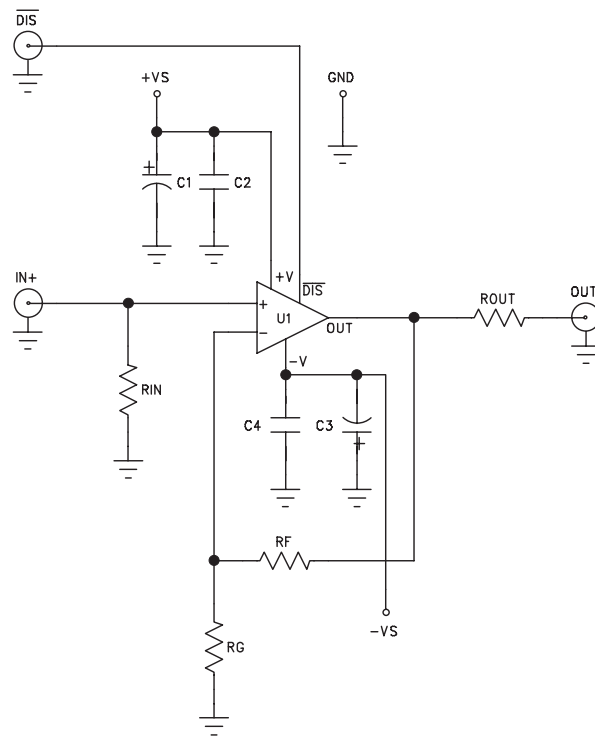 DIS
+VS
GND
+
C1
C2
IN+
+V
DIS
+
U1
−
OUT
ROUT
OUT
−V
RIN
C4
C3
+
RF
−VS
RG